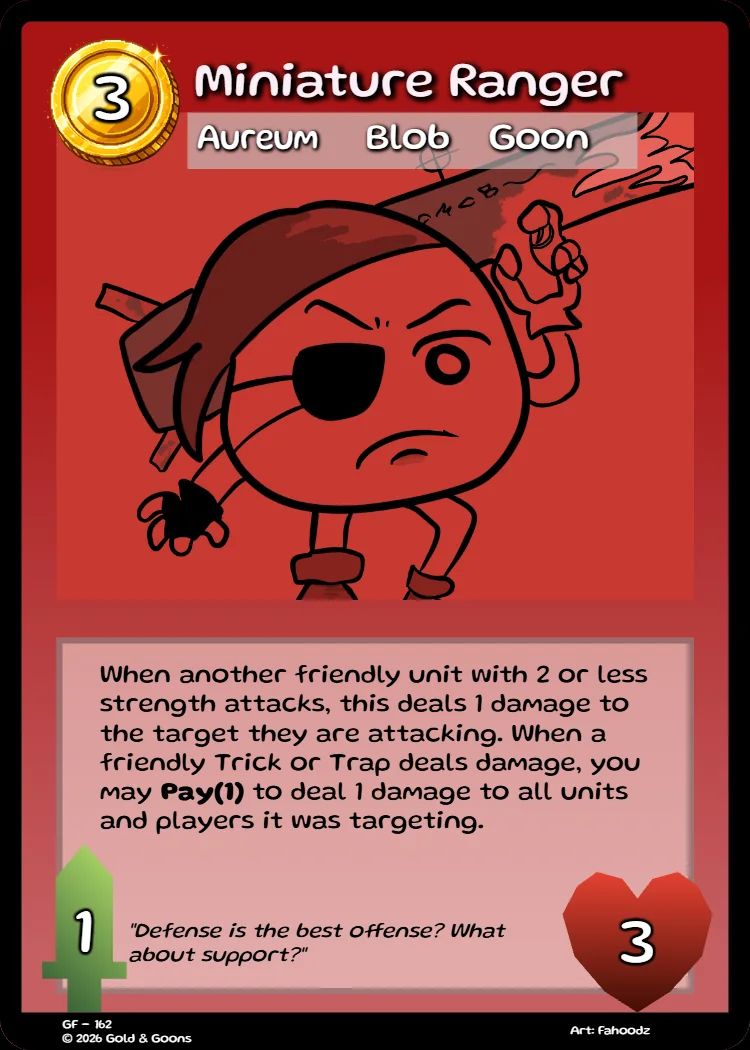 3
Miniature Ranger
Aureum Blob Goon
When another friendly unit with 2 or less
strength attacks, this deals 1 damage to
the target they are attacking. When a
friendly Trick or Trap deals damage, you
may Pay(1) to deal 1 damage to all units
and players it was targeting.
1
"Defense is the best offense? What
about support?"
3
GF - 162
© 2026 Gold & Goons
Art: Fahoodz